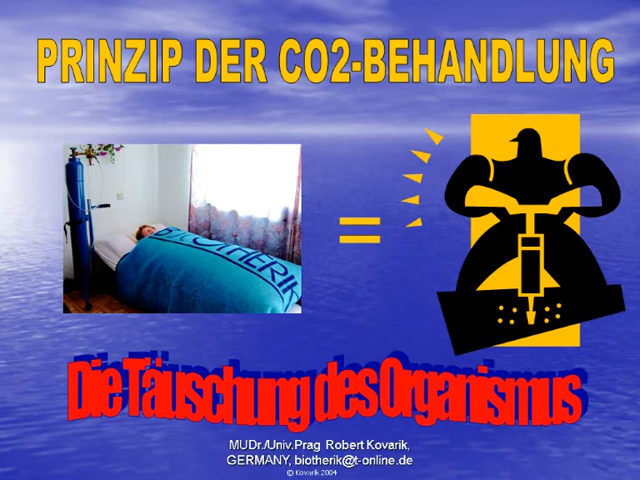 PRINZIP DER CO2-BEHANDLUNG
BIOTHERIK
=
Die Täuschung des Organismus
MUDr./Univ.Prag Robert Kovarik,
GERMANY, biotherik@t-online.de
© Kovarik 2004